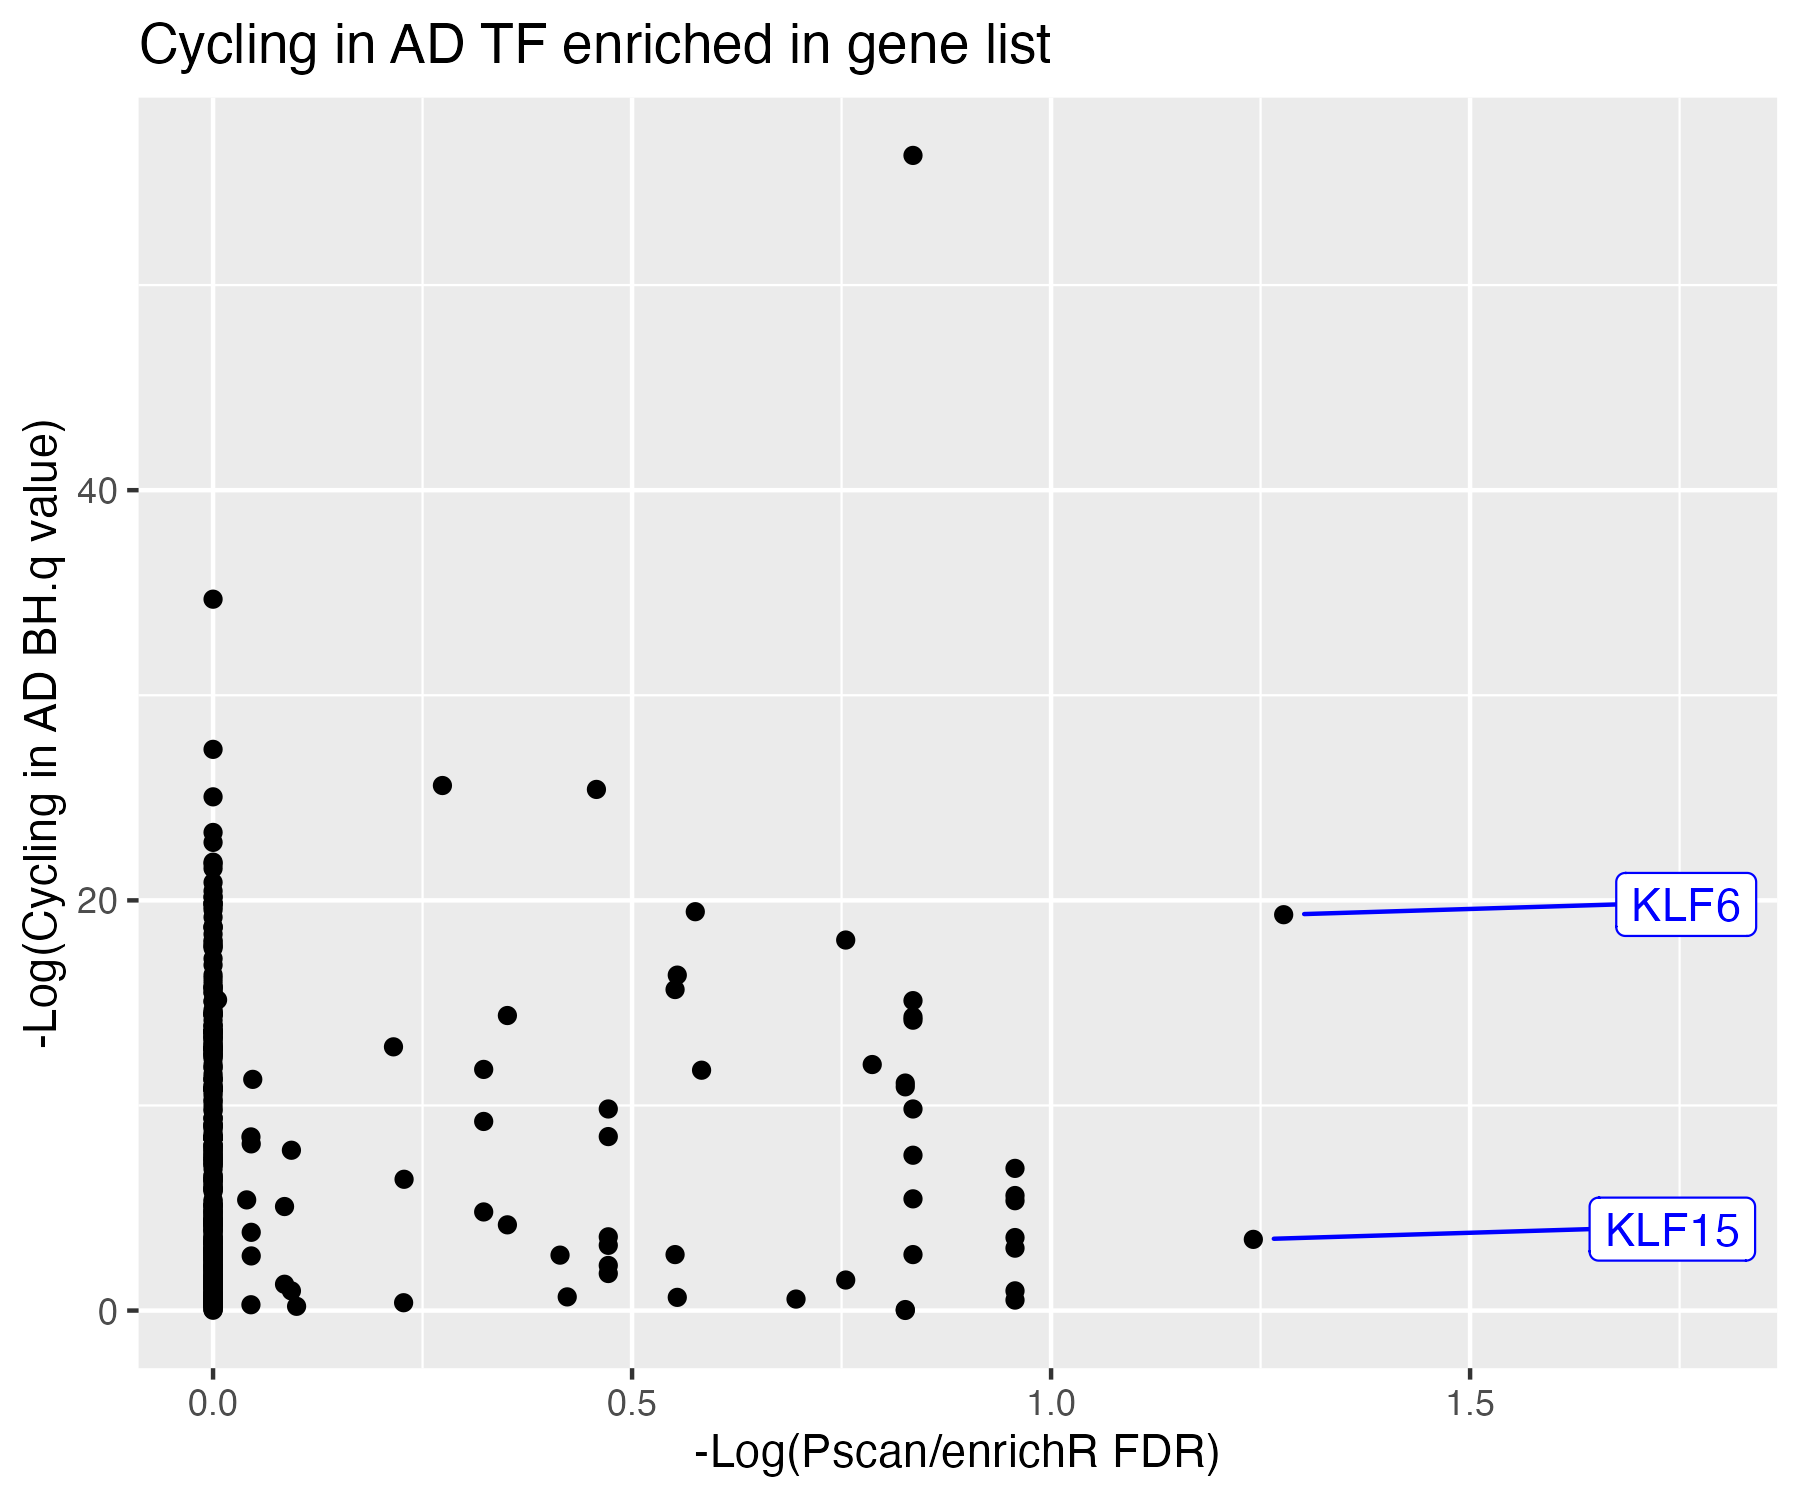 Cycling in AD TF enriched in gene list
-Log(Cycling in AD BH.q value)
40
20
0
KLF6
KLF15
0.0
0.5
1.0
1.5
-Log(Pscan/enrichR FDR)